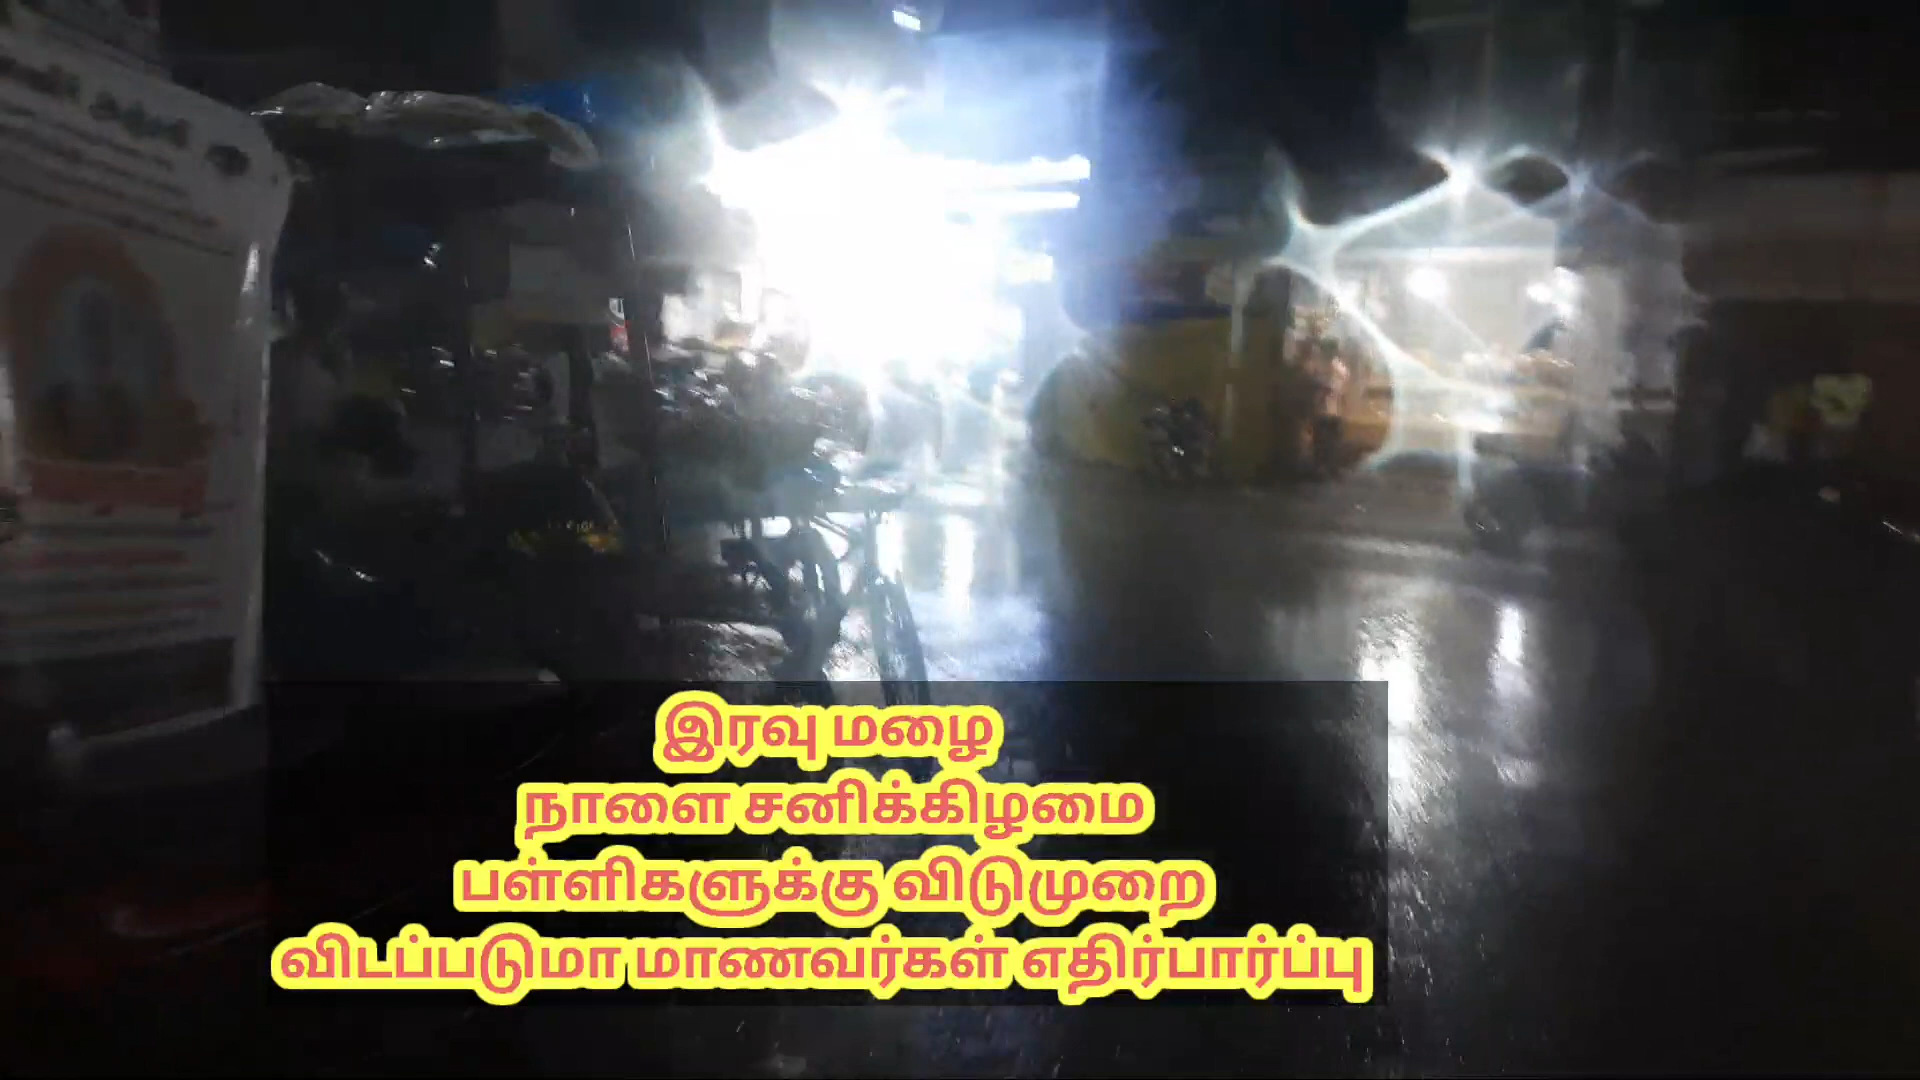 இரவு மழை
நாளை சனிக்கிழமை
பள்ளிகளுக்கு விடுமுறை
விடப்படுமா மாணவர்கள் எதிர்பார்ப்பு